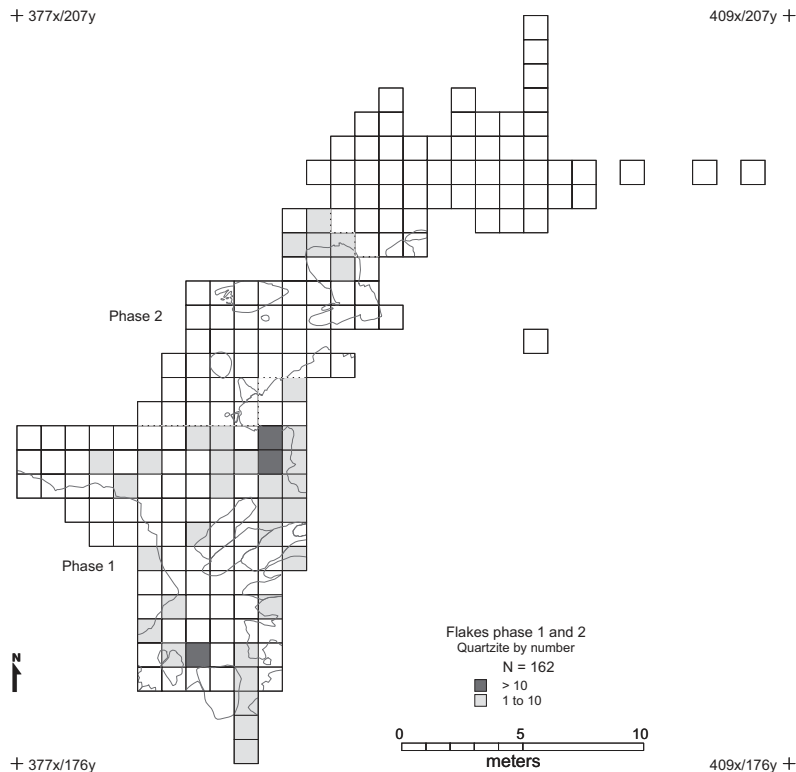 377x/207y
409x/207y
Phase 2
Phase 1
Flakes phase 1 and 2
Quartzite by number
N = 162
> 10
1 to 10
N
0 5 10
meters
377x/176y
409x/176y